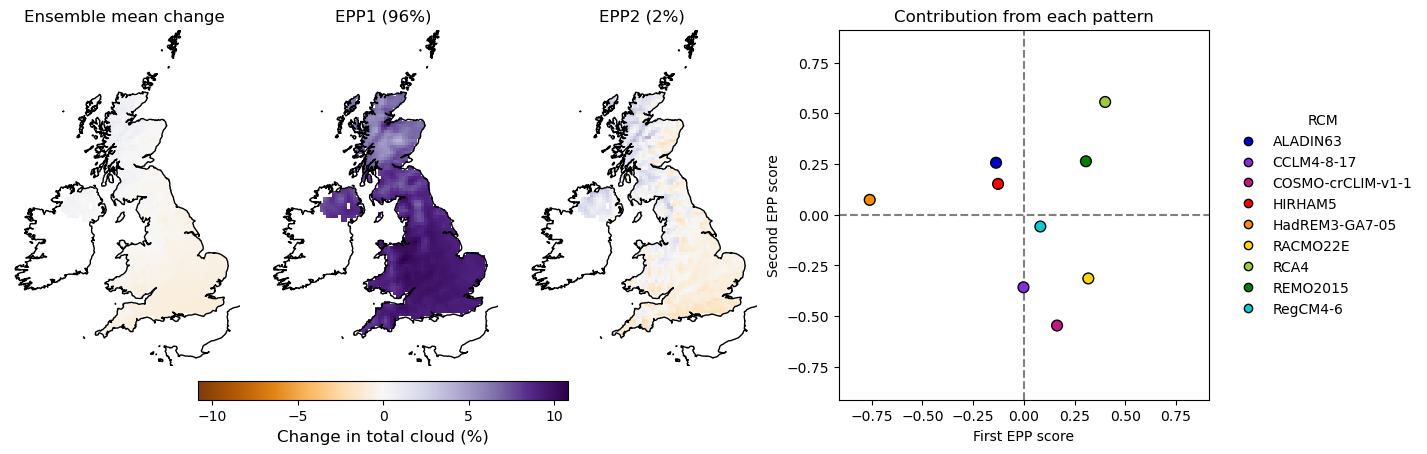 Ensemble mean change
EPP1 (96%)
EPP2 (2%)
Contribution from each pattern
−10 −5 0 5 10
Change in total cloud (%)
0.75
0.50
0.25
0.00
−0.25
−0.50
−0.75
Second EPP score
−0.75 −0.50 −0.25 0.00 0.25 0.50 0.75
First EPP score
RCM
ALADIN63
CCLM4-8-17
COSMO-crCLIM-v1-1
HIRHAM5
HadREM3-GA7-05
RACMO22E
RCA4
REMO2015
RegCM4-6